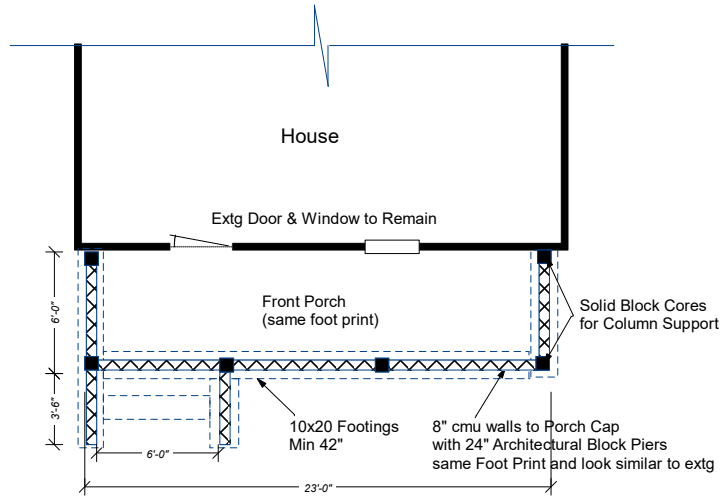 House
Extg Door & Window to Remain
6'-0"
Front Porch
(same foot print)
Solid Block Cores
for Column Support
3'-6"
10x20 Footings
Min 42"
8" cmu walls to Porch Cap
with 24" Architectural Block Piers
same Foot Print and look similar to extg
6'-0"
23'-0"